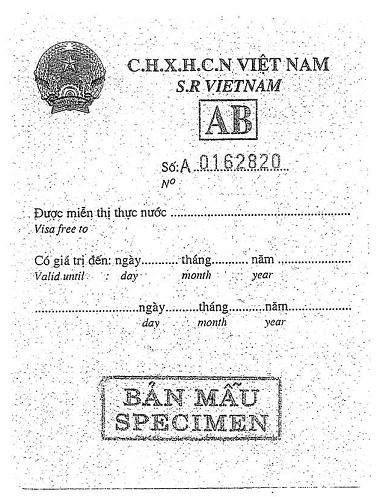 C.H.X.H.C.N VIỆT NAM
S.R VIETNAM
AB
Số: A 0162820
Nº
Được miễn thị thực nước ........................................
Visa free to
Có giá trị đến: ngày........... tháng........... năm ....................
Valid until : day month year
..............................ngày..........tháng..........năm..........
day month year
BẢN MẪU
SPECIMEN